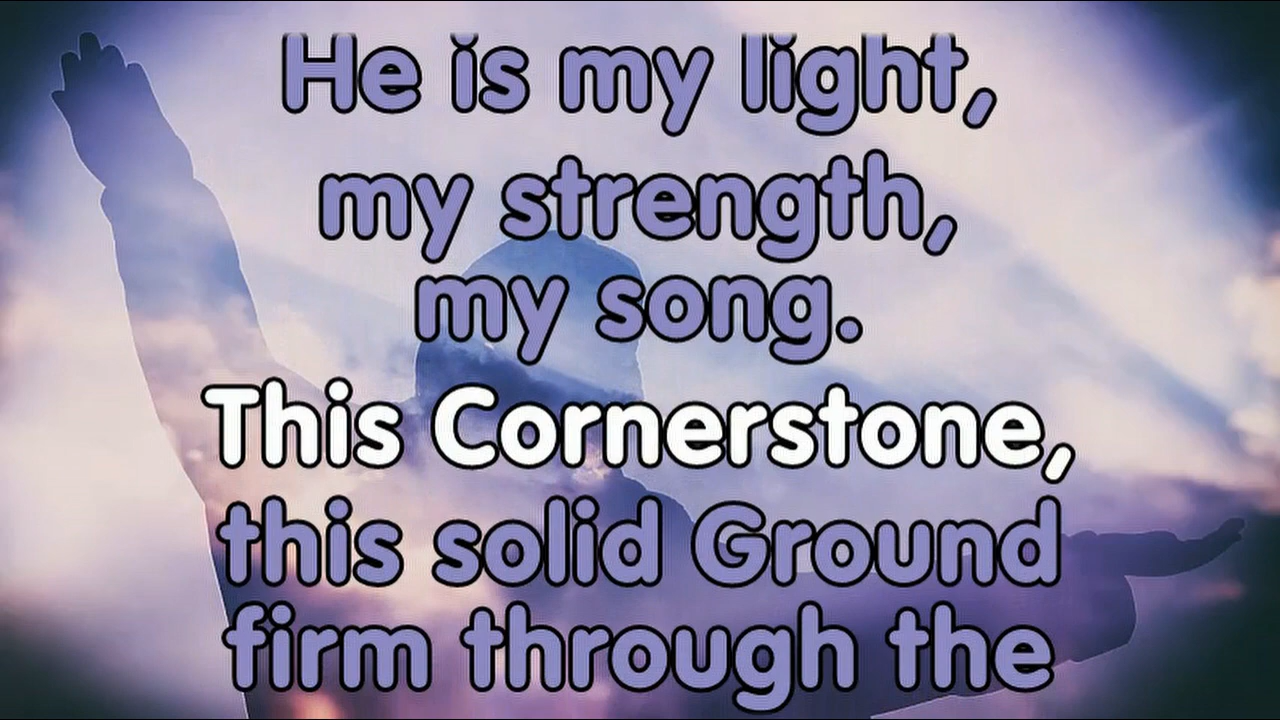 He is my light,
my strength,
my song.
This Cornerstone,
this solid Ground
firm through the